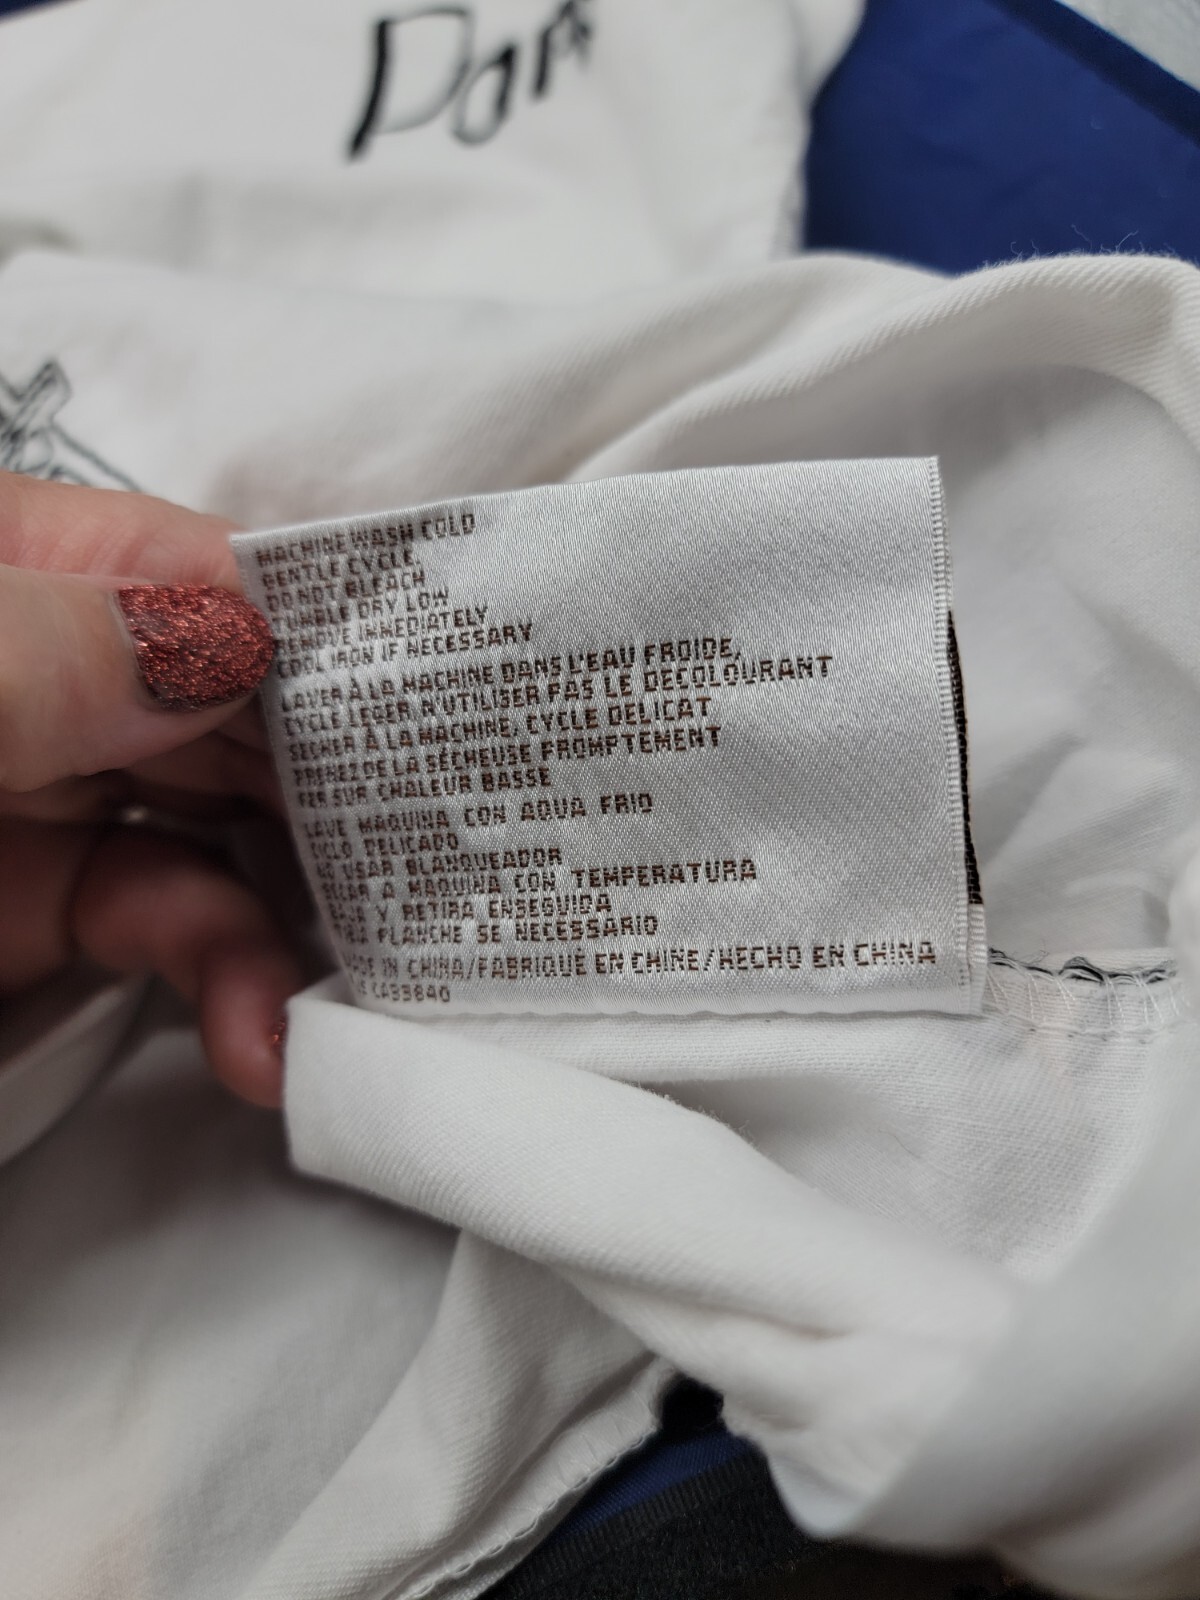 Dark
MACHINE WASH COLD
GENTLE CYCLE
DO NOT BLEACH
TUMBLE DRY LOW
REMOVE IMMEDIATELY
COOL IRON IF NECESSARY
LAVER À LA MACHINE DANS L'EAU FROIDE,
CYCLE LEGER N'UTILISER PAS LE DECOLOURANT
SECHER À LA MACHINE, CYCLE DELICAT
PRENEZ DE LA SÉCHEUSE PROMPTEMENT
FER SUR CHALEUR BASSE
LAVE MAQUINA CON AQUA FRIO
CICLO DELICADO
NO USAR BLANQUEADOR
SECAR A MAQUINA CON TEMPERATURA
BAJA Y RETIRA ENSEGUIDA
PLANCHE SE NECESSARIO
MADE IN CHINA/FABRIQUÈ EN CHINE/HECHO EN CHINA
CA33840